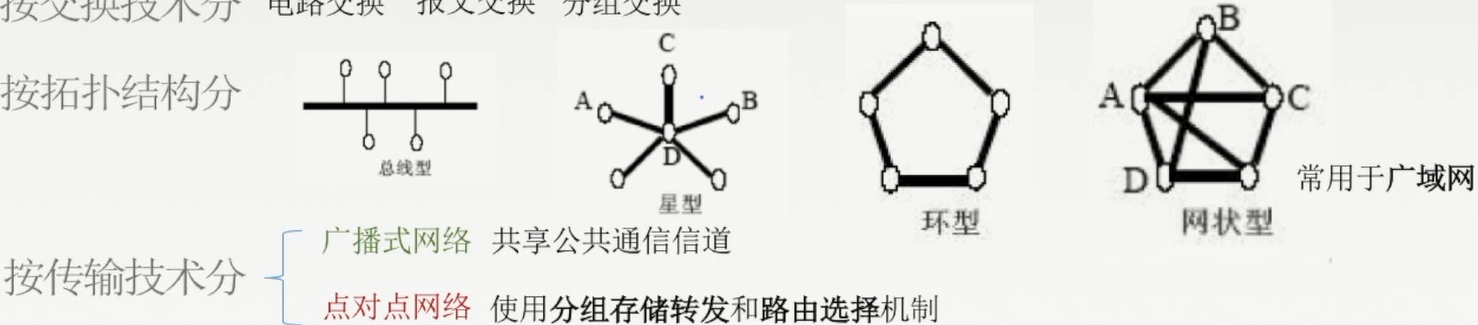 按交换技术分 电路交换 报文交换 分组交换
按拓扑结构分
总线型
C
A
B
D
星型
环型
B
A
C
D
网状型
常用于广域网
按传输技术分
广播式网络 共享公共通信信道
点对点网络 使用分组存储转发和路由选择机制